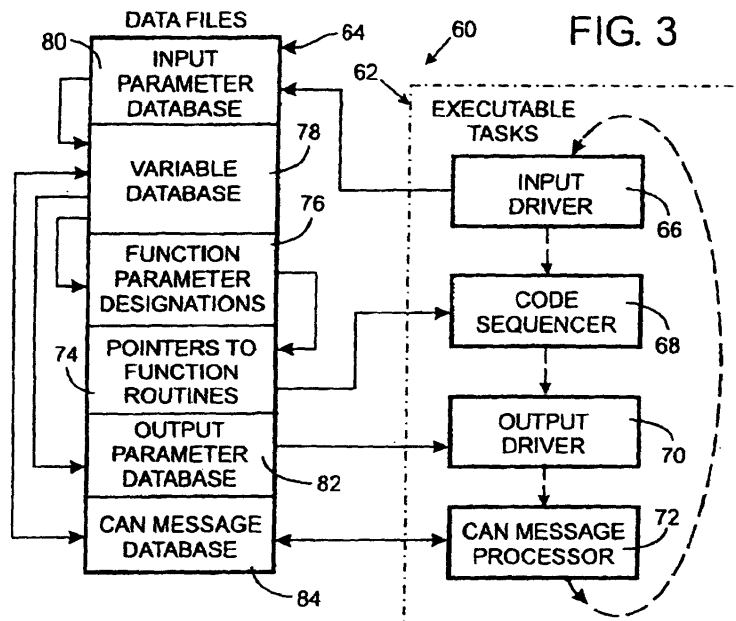 DATA FILES
80
64
60
FIG. 3
INPUT
PARAMETER
DATABASE
62
EXECUTABLE
TASKS
78
VARIABLE
DATABASE
INPUT
DRIVER
66
76
FUNCTION
PARAMETER
DESIGNATIONS
CODE
SEQUENCER
68
74
POINTERS TO
FUNCTION
ROUTINES
OUTPUT
DRIVER
70
OUTPUT
PARAMETER
DATABASE
82
CAN MESSAGE
DATABASE
84
CAN MESSAGE
PROCESSOR
72